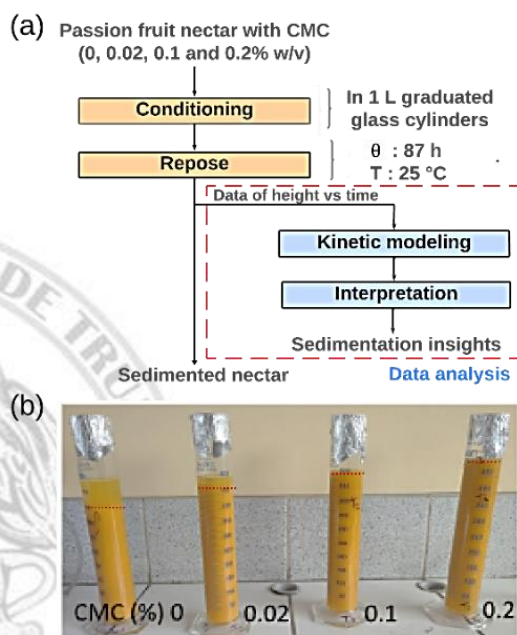 (a)
Passion fruit nectar with CMC
(0, 0.02, 0.1 and 0.2% w/v)
Conditioning
In 1 L graduated
glass cylinders
Repose
θ : 87 h
T : 25 °C
Data of height vs time
Kinetic modeling
Interpretation
Sedimentation insights
Sedimented nectar
Data analysis
DE TRU
(b)
CMC (%) 0
0.02
0.1
0.2